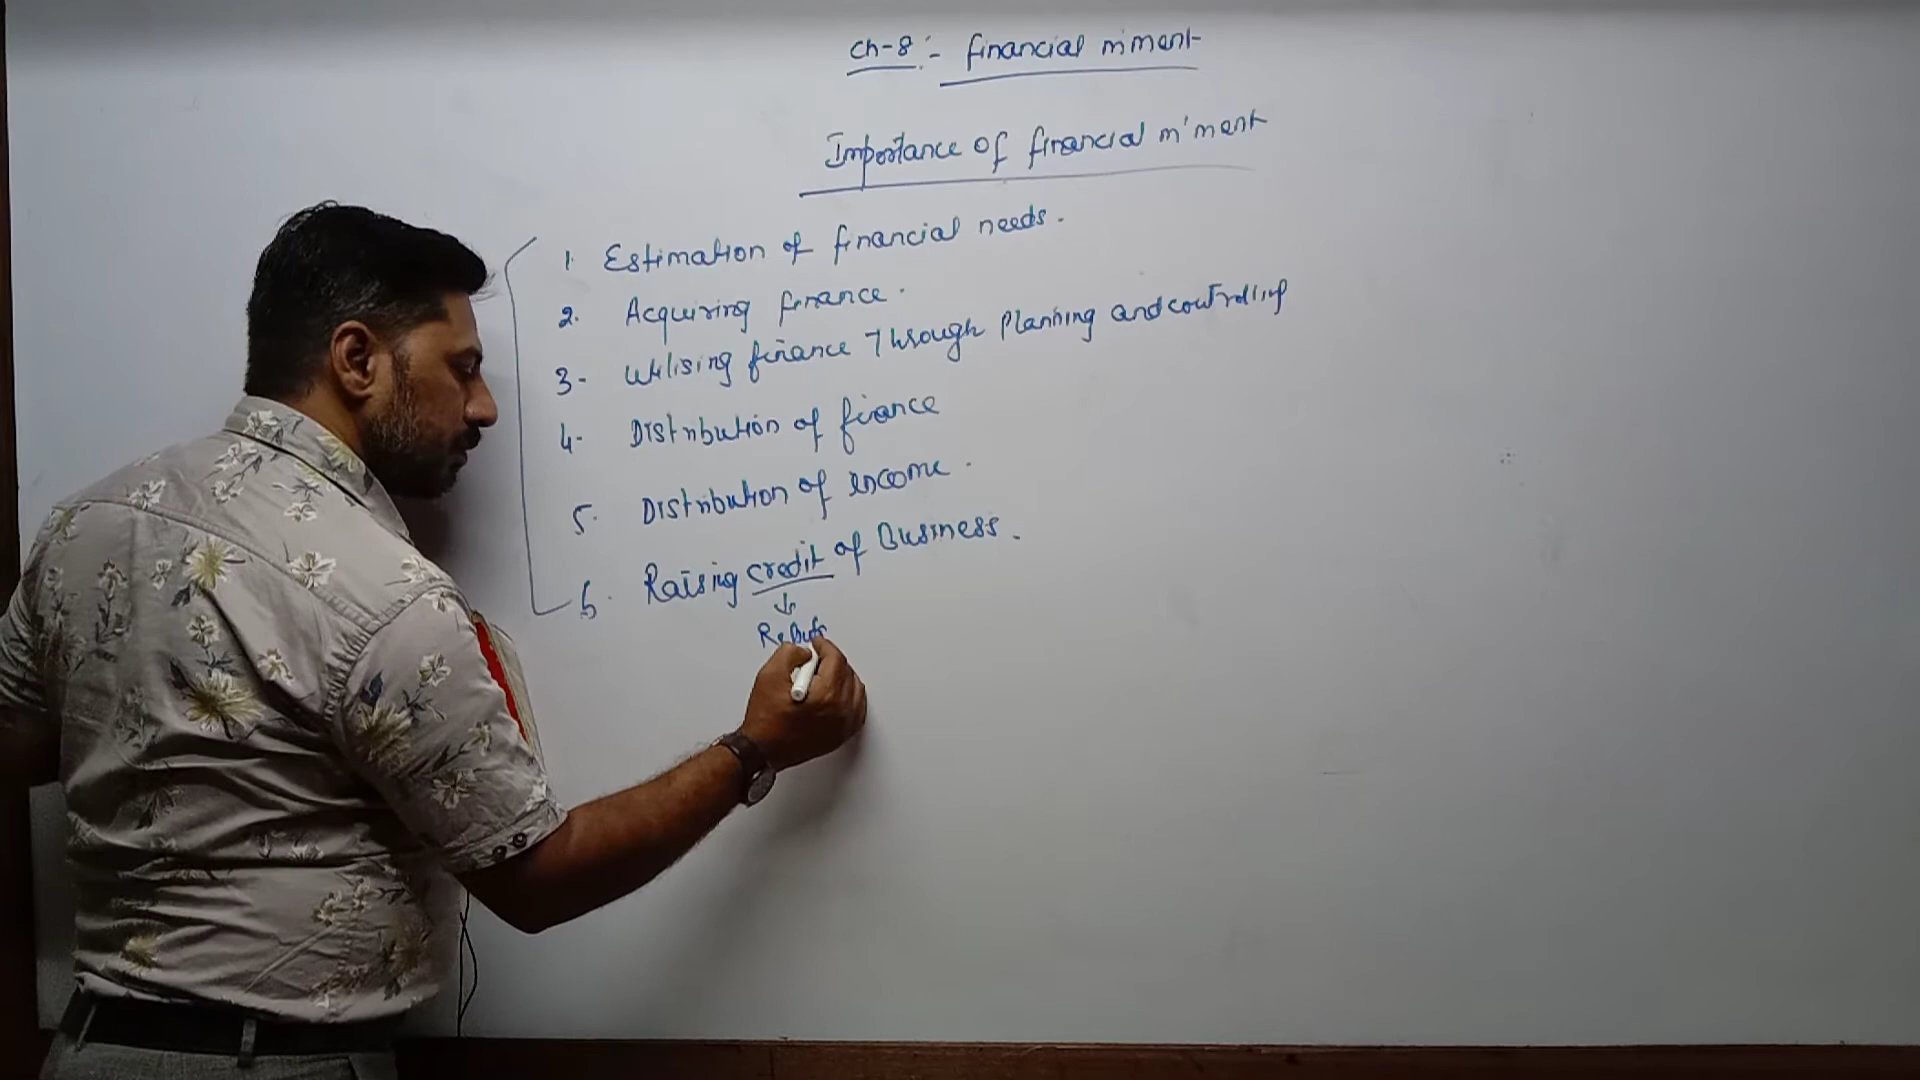 Ch-8:- financial m'ment
Importance of financial m'ment
1. Estimation of financial needs.
2. Acquiring finance.
3- Utilising finance Through Planning and controlling
4- Distribution of finance
5. Distribution of income.
6. Raising credit of Business.